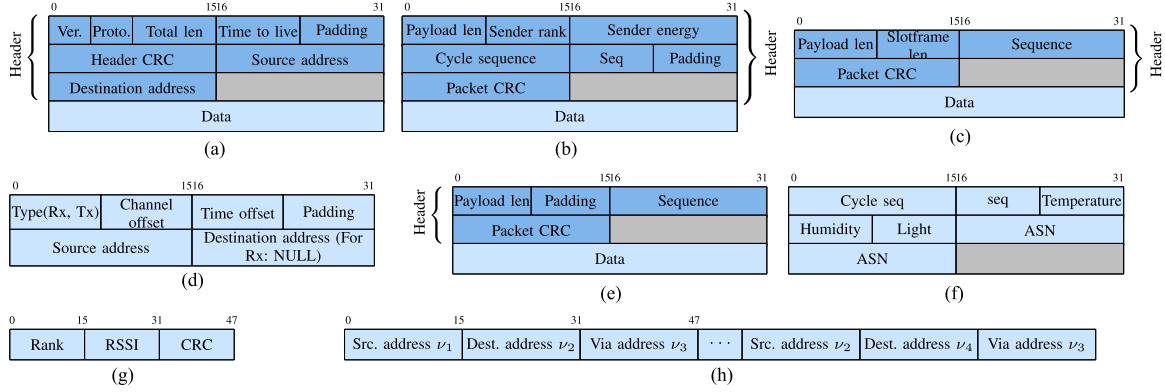 0 1516 31
Ver. Proto. Total len Time to live Padding
Header CRC Source address
Destination address
Data
Header
(a)
0 1516 31
Payload len Sender rank Sender energy
Cycle sequence Seq Padding
Packet CRC
Data
Header
(b)
0 1516 31
Payload len Slotframe len Sequence
Packet CRC
Data
Header
(c)
0 1516 31
Type(Rx, Tx) Channel offset Time offset Padding
Source address Destination address (For
Rx: NULL)
(d)
0 1516 31
Payload len Padding Sequence
Packet CRC
Data
Header
(e)
0 1516 31
Cycle seq seq Temperature
Humidity Light ASN
ASN
(f)
0 15 31 47
Rank RSSI CRC
(g)
0 15 31 47
Src. address ν1 Dest. address ν2 Via address ν3 ··· Src. address ν2 Dest. address ν4 Via address ν3
(h)